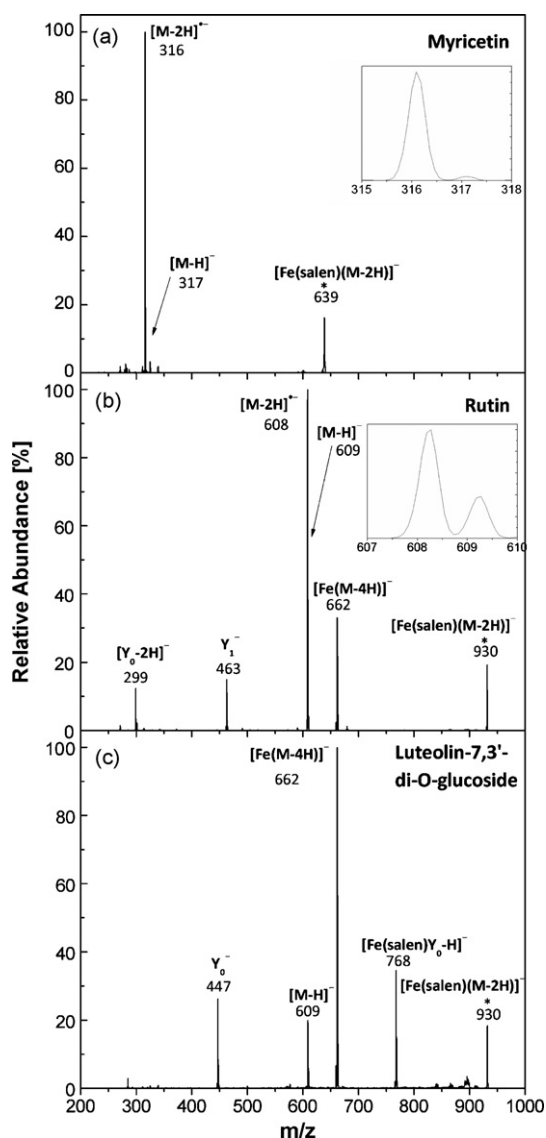 (a)
[M-2H]•−
316
Myricetin
[M-H]−
317
[Fe(salen)(M-2H)]−
*
639
315 316 317 318
100
80
60
40
20
0
(b)
[M-2H]•−
608
Rutin
[M-H]−
609
[Fe(M-4H)]−
662
[Fe(salen)(M-2H)]−
*
930
[Y0-2H]−
299
Y1−
463
607 608 609 610
100
80
60
40
20
0
Relative Abundance [%]
(c)
[Fe(M-4H)]−
662
Luteolin-7,3'-
di-O-glucoside
Y0−
447
[M-H]−
609
[Fe(salen)Y0-H]−
768
[Fe(salen)(M-2H)]−
*
930
100
80
60
40
20
0
200 300 400 500 600 700 800 900 1000
m/z